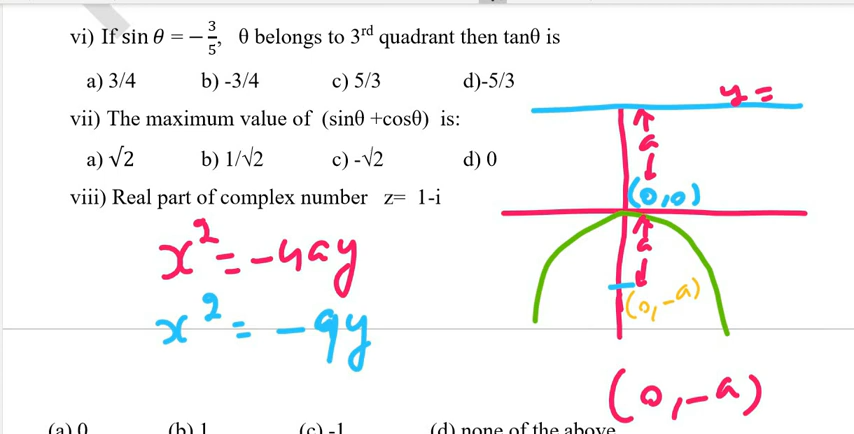 vi) If sin θ = −3/5, θ belongs to 3rd quadrant then tanθ is
a) 3/4 b) -3/4 c) 5/3 d)-5/3
y =
vii) The maximum value of (sinθ +cosθ) is:
a
a) √2 b) 1/√2 c) -√2 d) 0
(0,0)
viii) Real part of complex number z= 1-i
a
x² = -4ay
(0,-a)
x² = -9y
(0,-a)
(a) 0 (b) 1 (c) -1 (d) none of the above